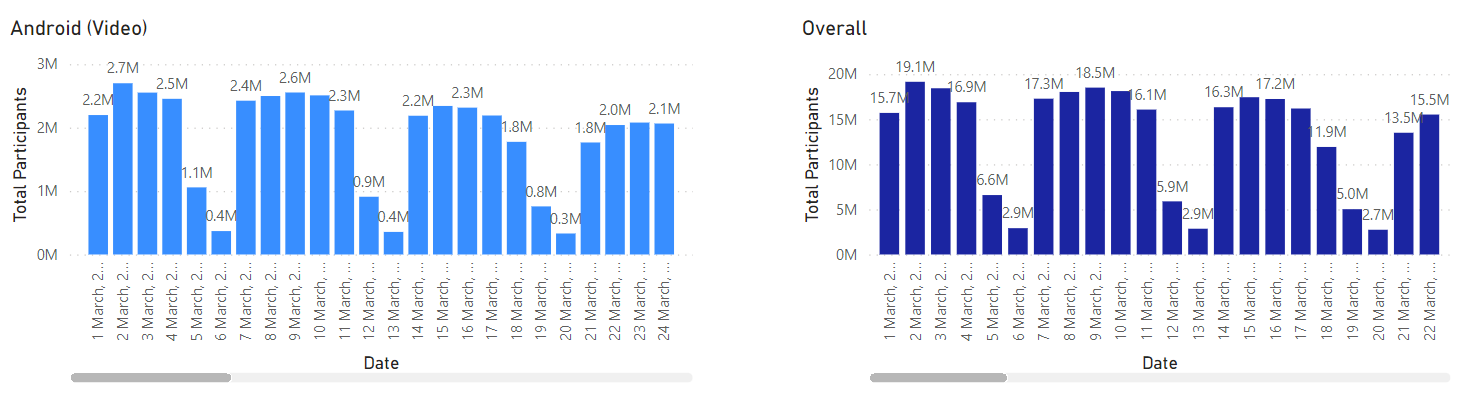 Android (Video)
Total Participants
3M
2M
1M
0M
2.2M
2.7M
2.5M
1.1M
0.4M
2.4M
2.6M
2.3M
0.9M
0.4M
2.2M
2.3M
1.8M
0.8M
0.3M
1.8M
2.0M
2.1M
1 March, 2...
2 March, 2...
3 March, 2...
4 March, 2...
5 March, 2...
6 March, 2...
7 March, 2...
8 March, 2...
9 March, 2...
10 March, ...
11 March, ...
12 March, ...
13 March, ...
14 March, ...
15 March, ...
16 March, ...
17 March, ...
18 March, ...
19 March, ...
20 March, ...
21 March, ...
22 March, ...
23 March, ...
24 March, ...
Date
Overall
Total Participants
20M
15M
10M
5M
0M
15.7M
19.1M
16.9M
6.6M
2.9M
17.3M
18.5M
16.1M
5.9M
2.9M
16.3M
17.2M
11.9M
5.0M
2.7M
13.5M
15.5M
1 March, 2...
2 March, 2...
3 March, 2...
4 March, 2...
5 March, 2...
6 March, 2...
7 March, 2...
8 March, 2...
9 March, 2...
10 March, ...
11 March, ...
12 March, ...
13 March, ...
14 March, ...
15 March, ...
16 March, ...
17 March, ...
18 March, ...
19 March, ...
20 March, ...
21 March, ...
22 March, ...
Date